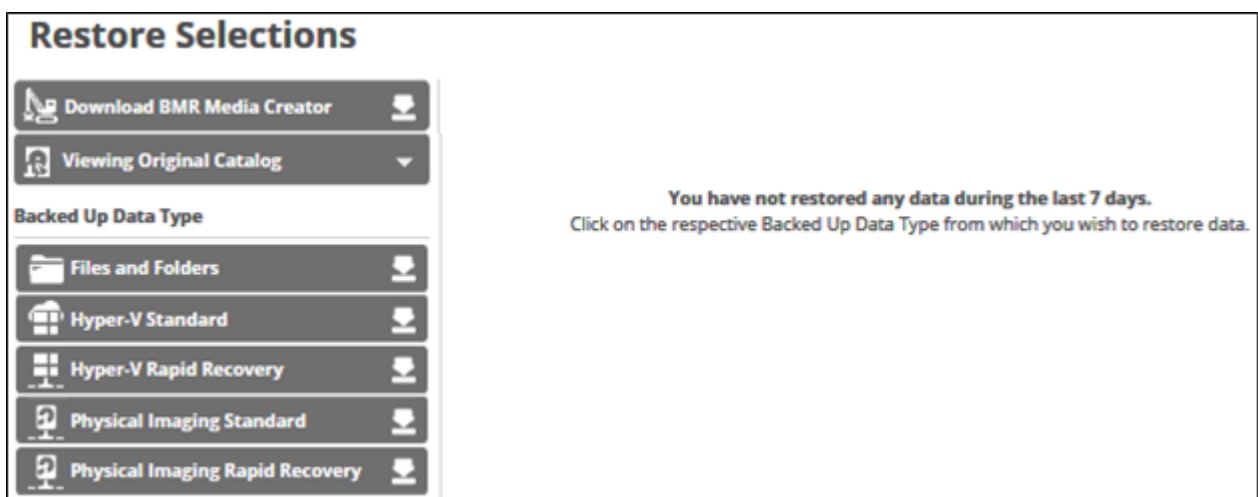 Restore Selections
Download BMR Media Creator
Viewing Original Catalog
Backed Up Data Type
Files and Folders
Hyper-V Standard
Hyper-V Rapid Recovery
Physical Imaging Standard
Physical Imaging Rapid Recovery
You have not restored any data during the last 7 days.
Click on the respective Backed Up Data Type from which you wish to restore data.